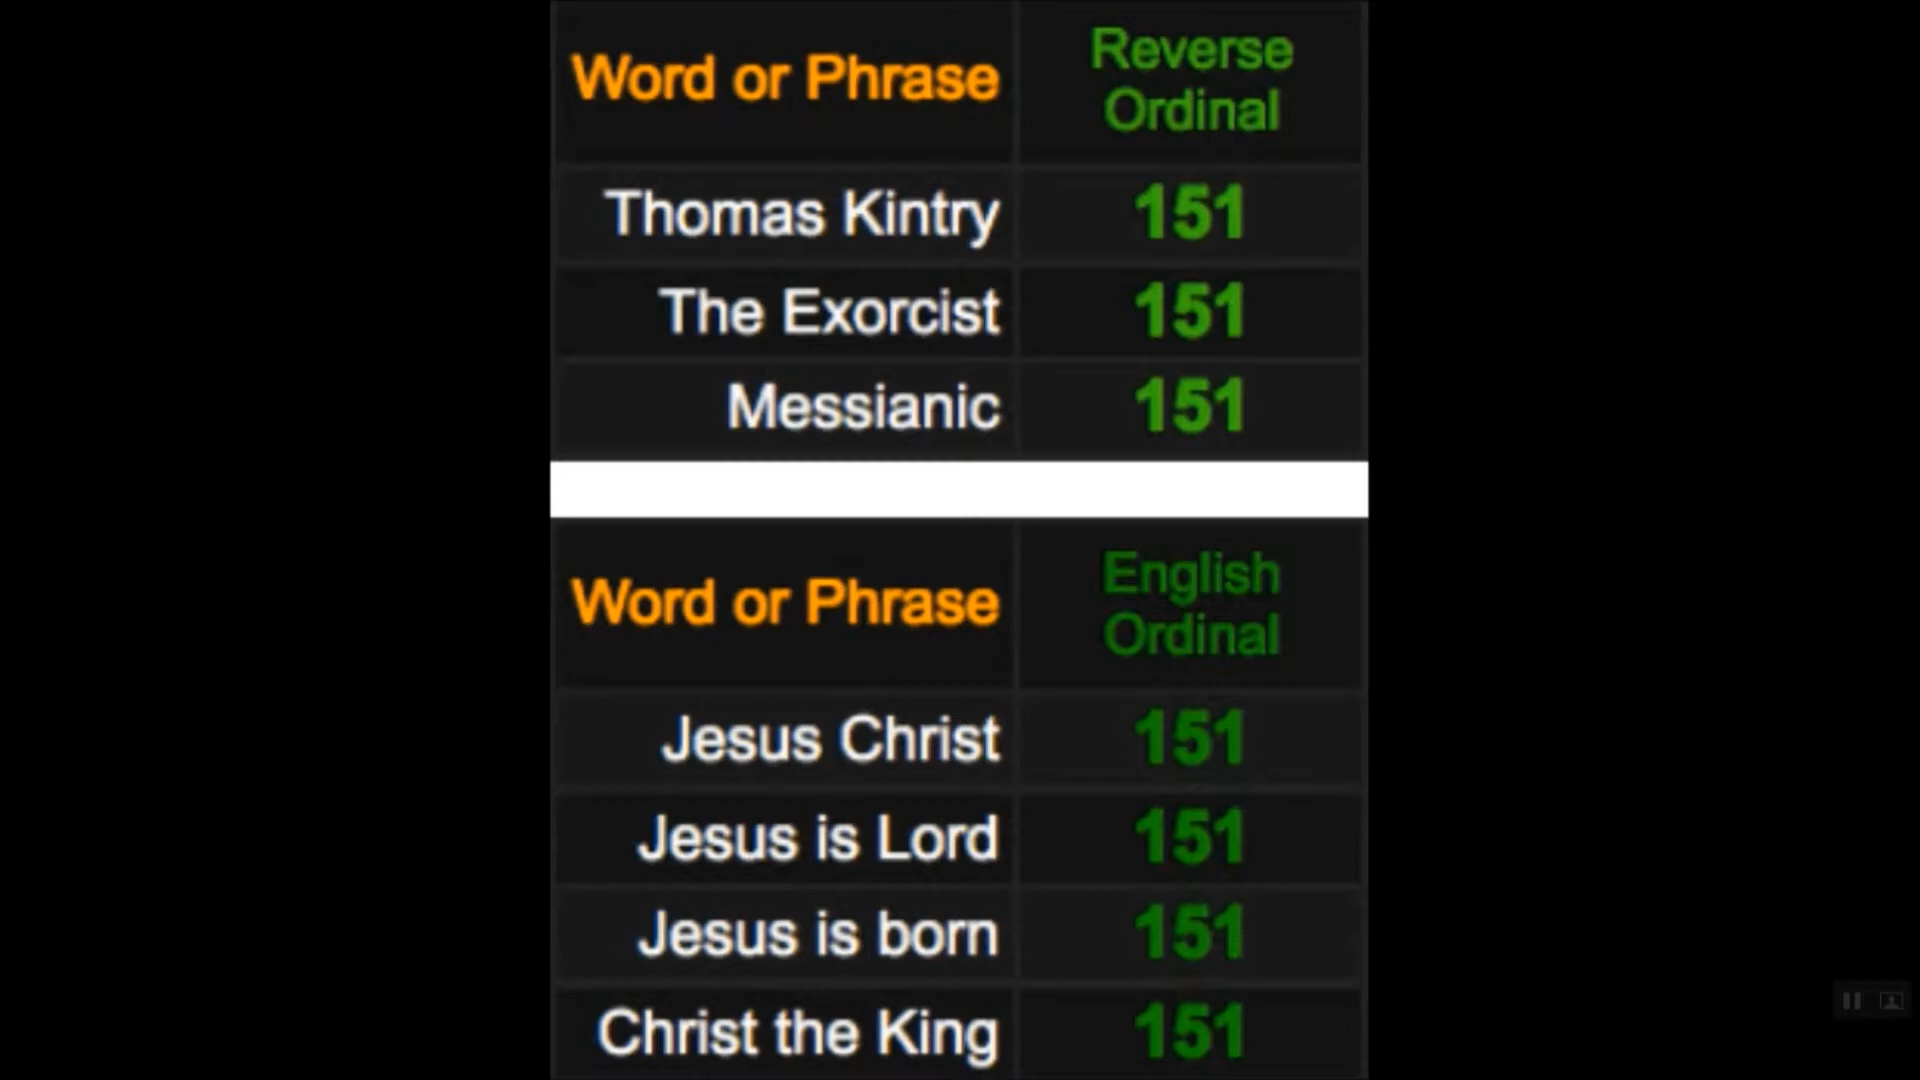 Word or Phrase Reverse Ordinal
Thomas Kintry 151
The Exorcist 151
Messianic 151
Word or Phrase English Ordinal
Jesus Christ 151
Jesus is Lord 151
Jesus is born 151
Christ the King 151